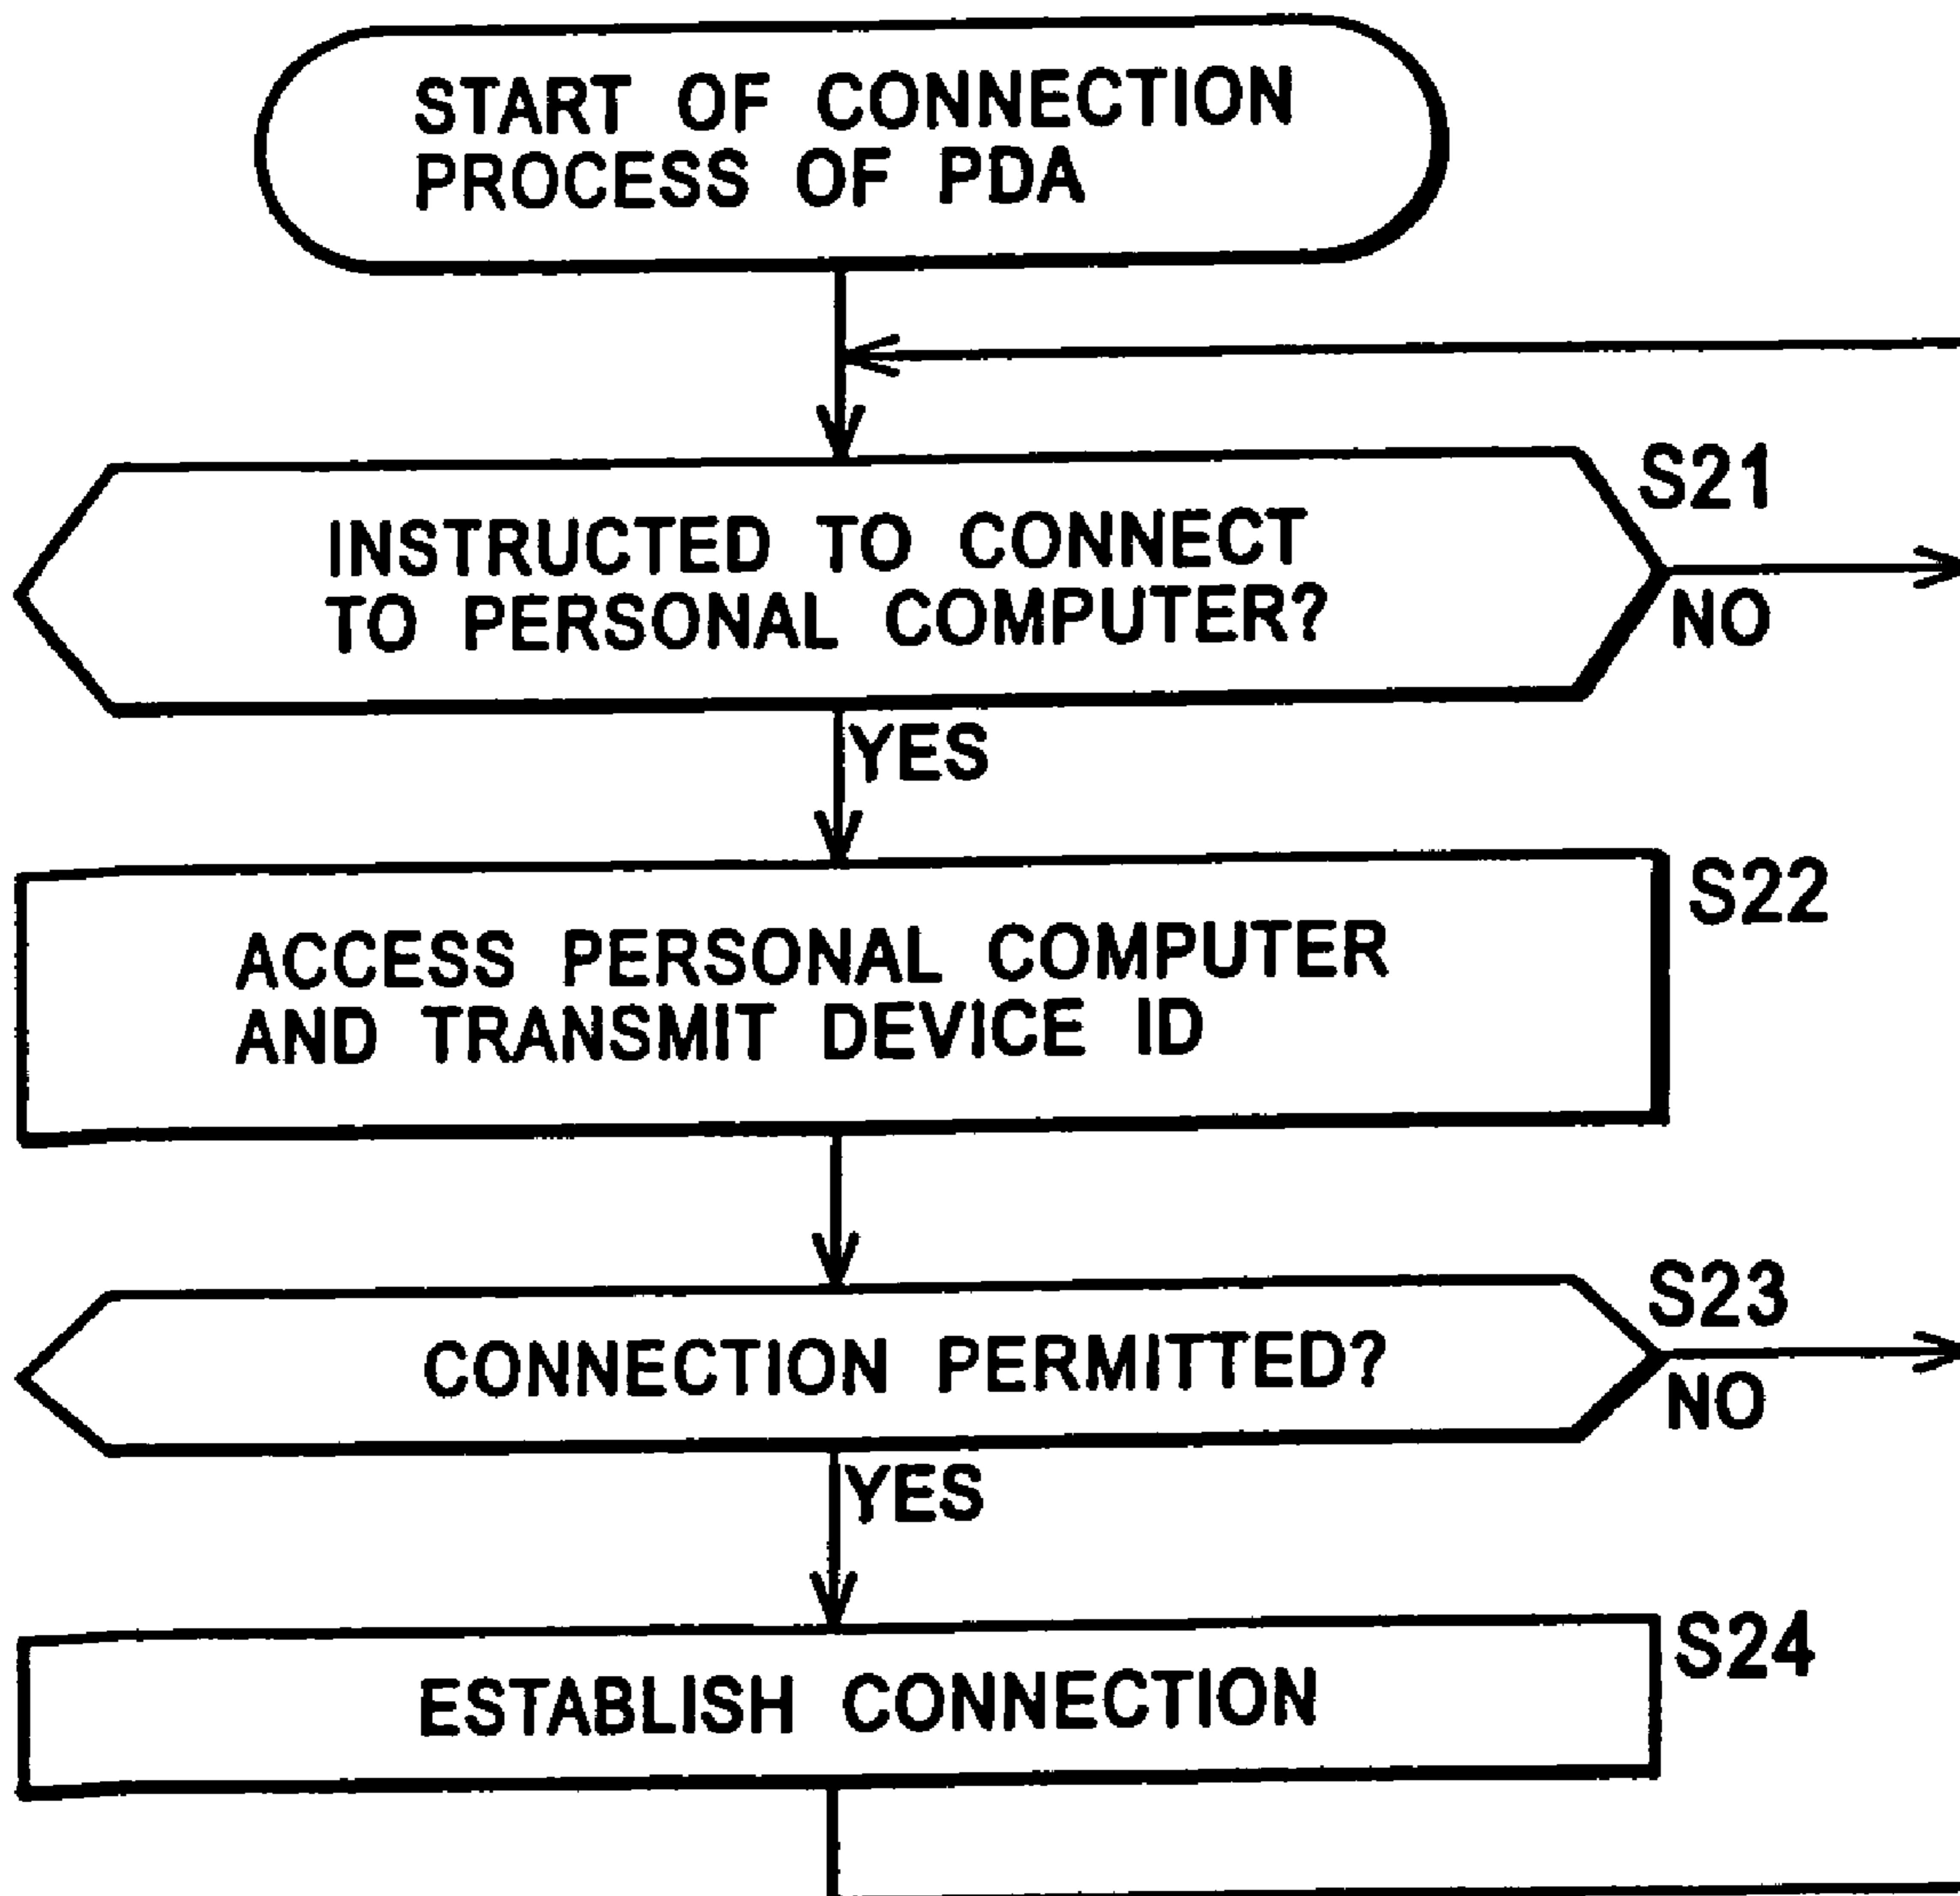 START OF CONNECTION
PROCESS OF PDA
S21
INSTRUCTED TO CONNECT
TO PERSONAL COMPUTER?
NO
YES
S22
ACCESS PERSONAL COMPUTER
AND TRANSMIT DEVICE ID
S23
CONNECTION PERMITTED?
NO
YES
S24
ESTABLISH CONNECTION